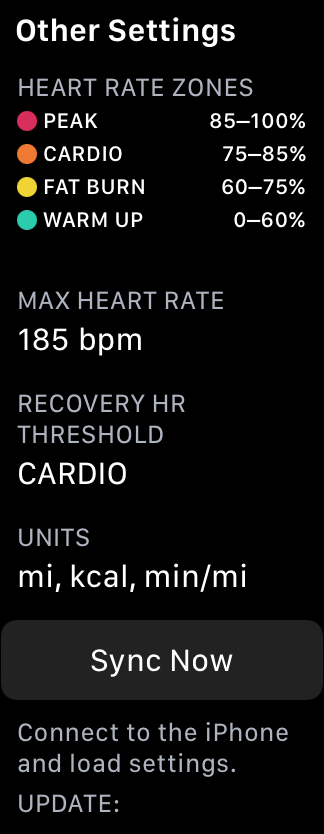 Other Settings
HEART RATE ZONES
PEAK 85–100%
CARDIO 75–85%
FAT BURN 60–75%
WARM UP 0–60%
MAX HEART RATE
185 bpm
RECOVERY HR
THRESHOLD
CARDIO
UNITS
mi, kcal, min/mi
Sync Now
Connect to the iPhone
and load settings.
UPDATE: